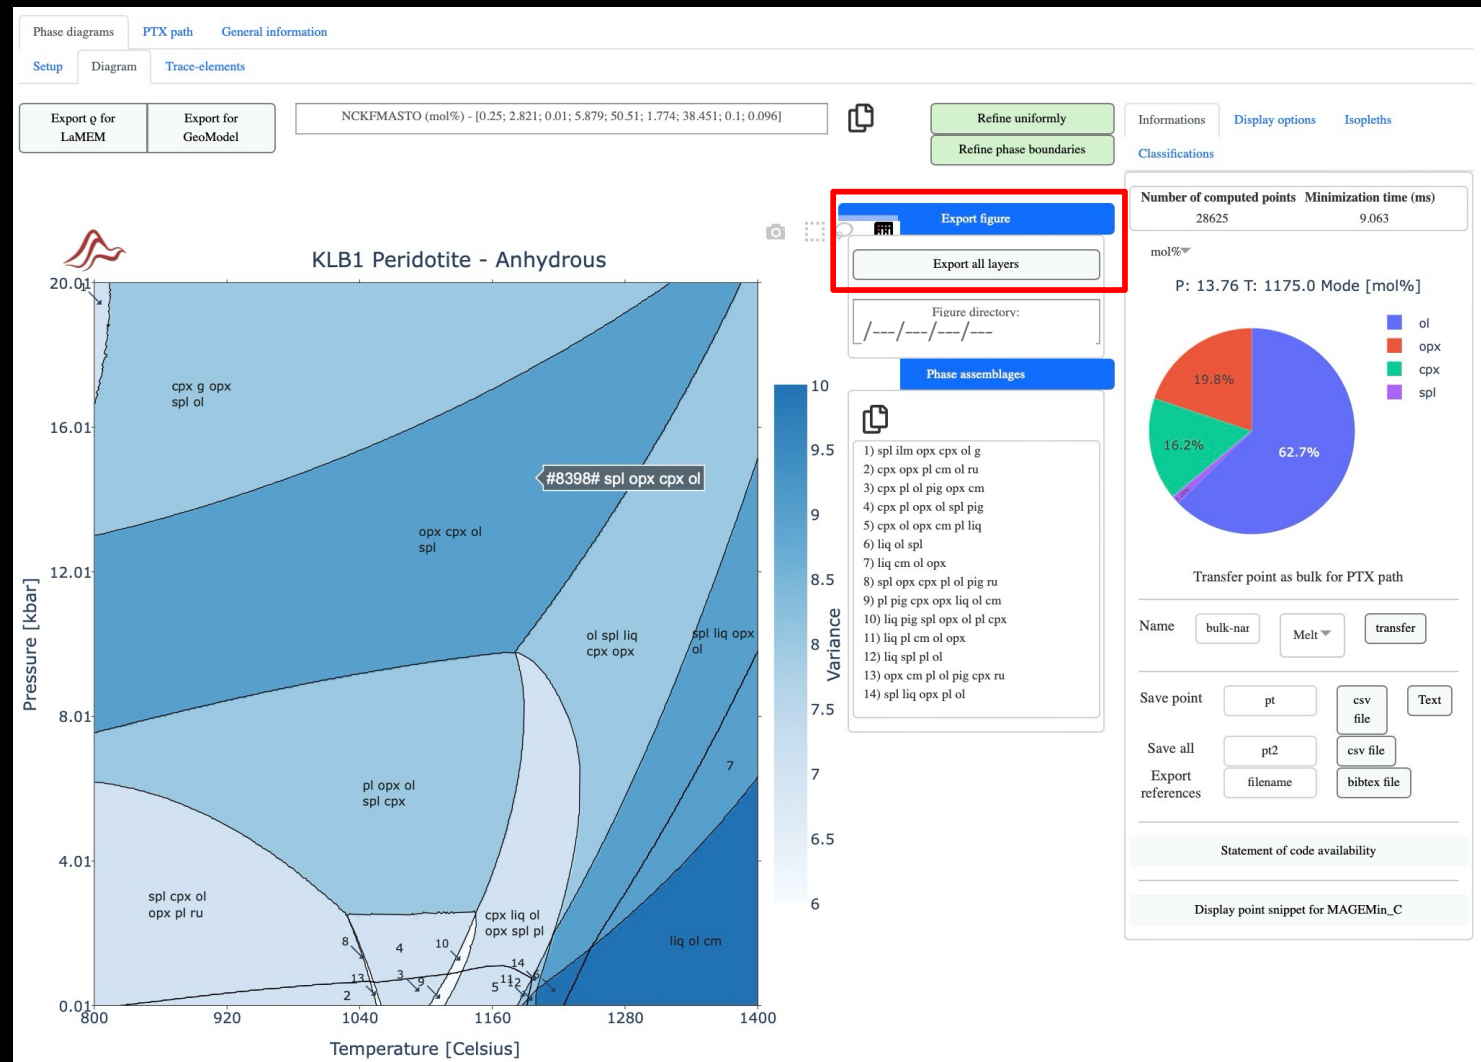 Phase diagrams PTX path General information
Setup Diagram Trace-elements
Export ϱ for LaMEM
Export for GeoModel
NCKFMASTO (mol%) - [0.25; 2.821; 0.01; 5.879; 50.51; 1.774; 38.451; 0.1; 0.096]
Refine uniformly
Refine phase boundaries
Informations Display options Isopleths
Classifications
Number of computed points Minimization time (ms)
28625 9.063
Export figure
Export all layers
Figure directory:
/---/---/---/---
Phase assemblages
1) spl ilm opx cpx ol g
2) cpx opx pl cm ol ru
3) cpx pl ol pig opx cm
4) cpx pl opx ol spl pig
5) cpx ol opx cm pl liq
6) liq ol spl
7) liq cm ol opx
8) spl opx cpx pl ol pig ru
9) pl pig cpx opx liq ol cm
10) liq pig spl opx ol pl cpx
11) liq pl cm ol opx
12) liq spl pl ol
13) opx cm pl ol pig cpx ru
14) spl liq opx pl ol
KLB1 Peridotite - Anhydrous
20.01
16.01
12.01
8.01
4.01
0.01
Pressure [kbar]
800 920 1040 1160 1280 1400
Temperature [Celsius]
cpx g opx
spl ol
#8398# spl opx cpx ol
opx cpx ol
spl
ol spl liq
cpx opx
spl liq opx
ol
7
pl opx ol
spl cpx
spl cpx ol
opx pl ru
cpx liq ol
opx spl pl
liq ol cm
8
4
10
14
13
3
9
5
11
12
6
2
10
9.5
9
8.5
8
7.5
7
6.5
6
Variance
mol%
P: 13.76 T: 1175.0 Mode [mol%]
ol
opx
cpx
spl
19.8%
16.2%
62.7%
Transfer point as bulk for PTX path
Name bulk-nar Melt transfer
Save point pt csv file Text
Save all pt2 csv file
Export references filename bibtex file
Statement of code availability
Display point snippet for MAGEMin_C